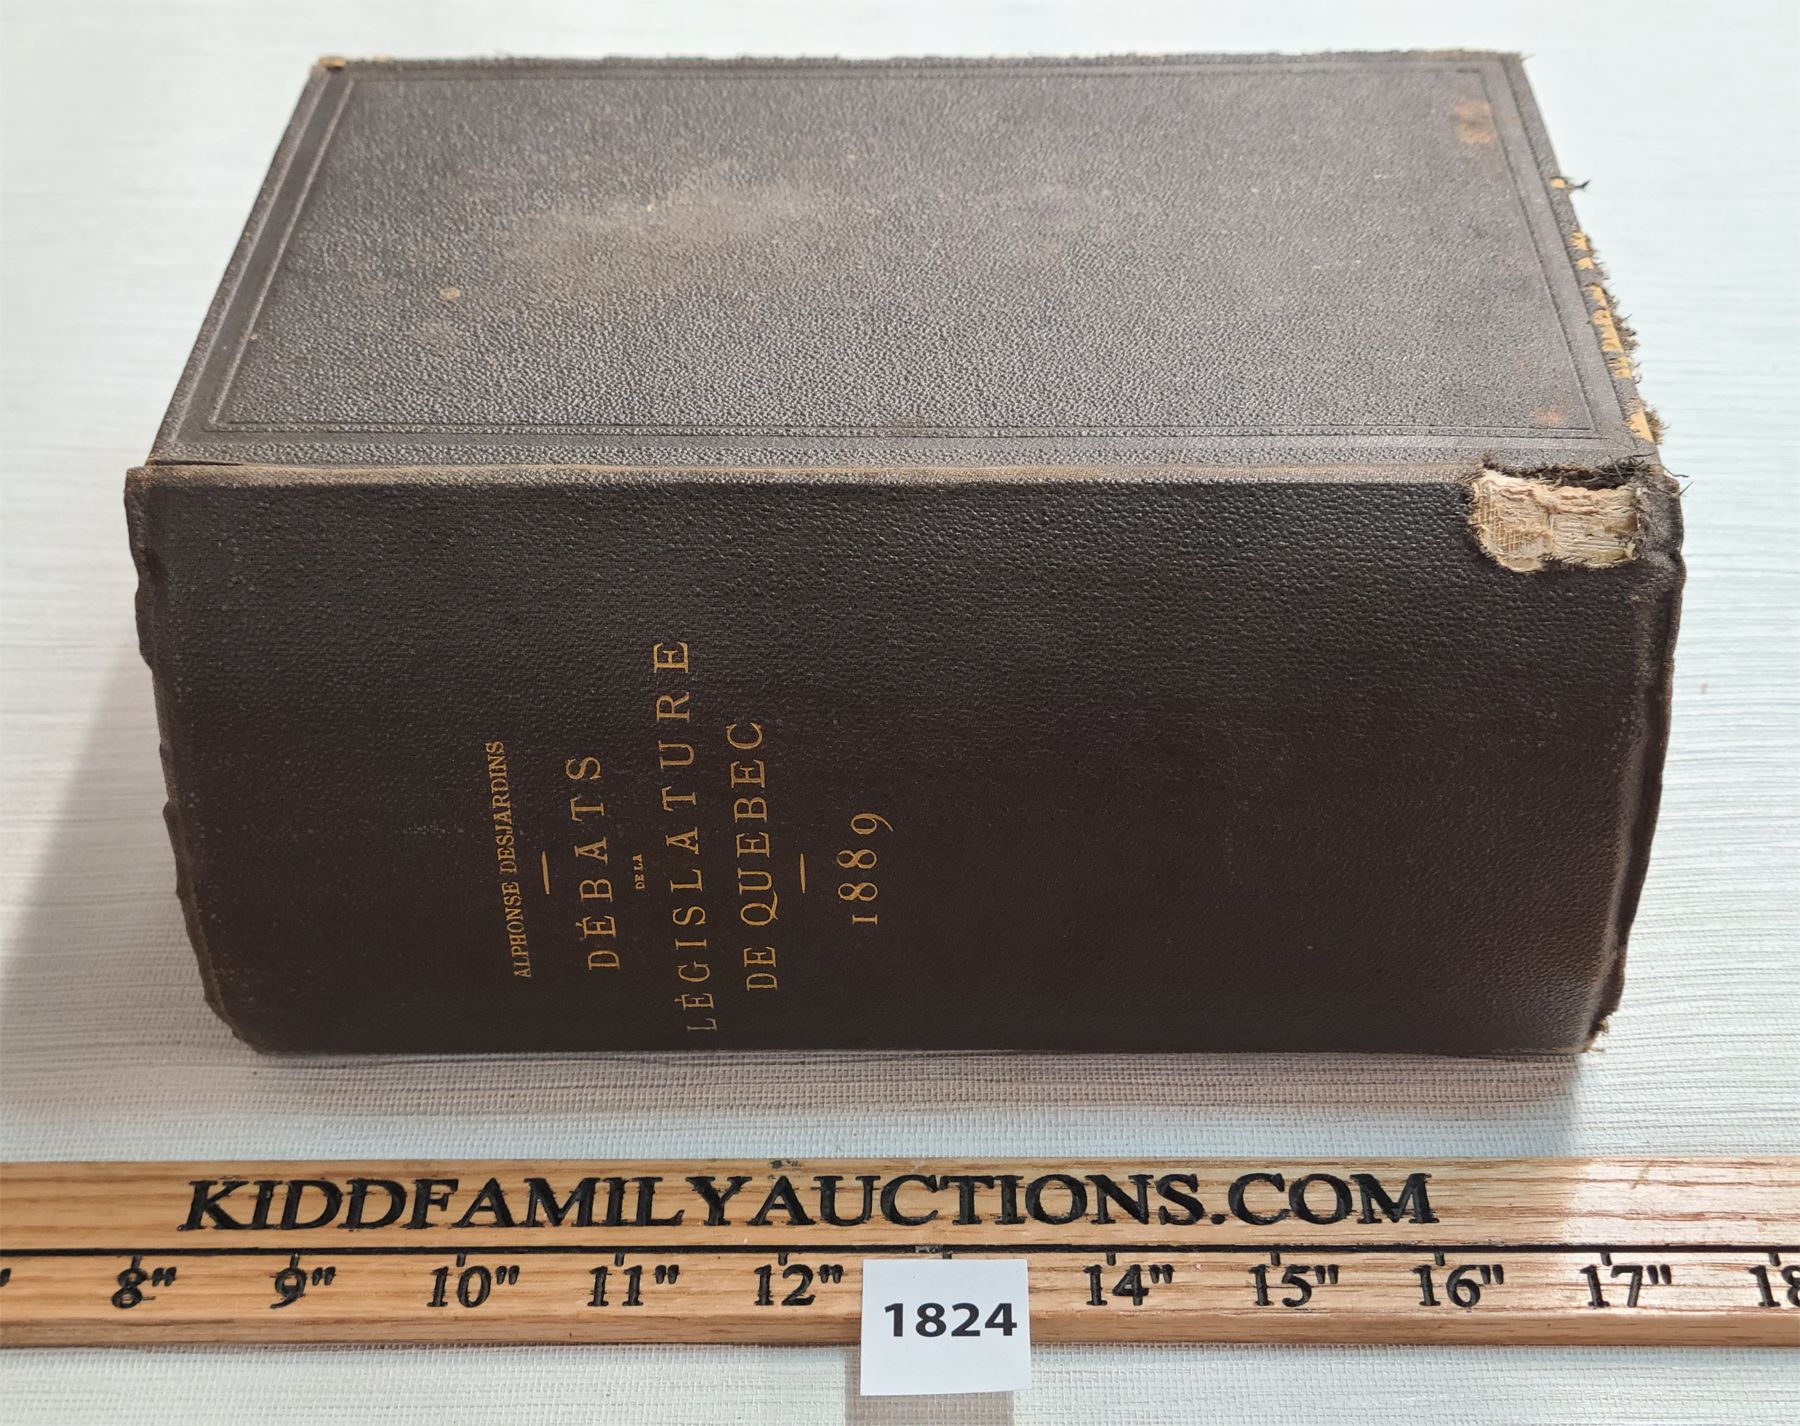 ALPHONSE DESJARDINS
DÉBATS
DE LA
LÉGISLATURE
DE QUEBEC
1889
KIDDFAMILYAUCTIONS.COM
8" 9" 10" 11" 12" 14" 15" 16" 17" 18
1824